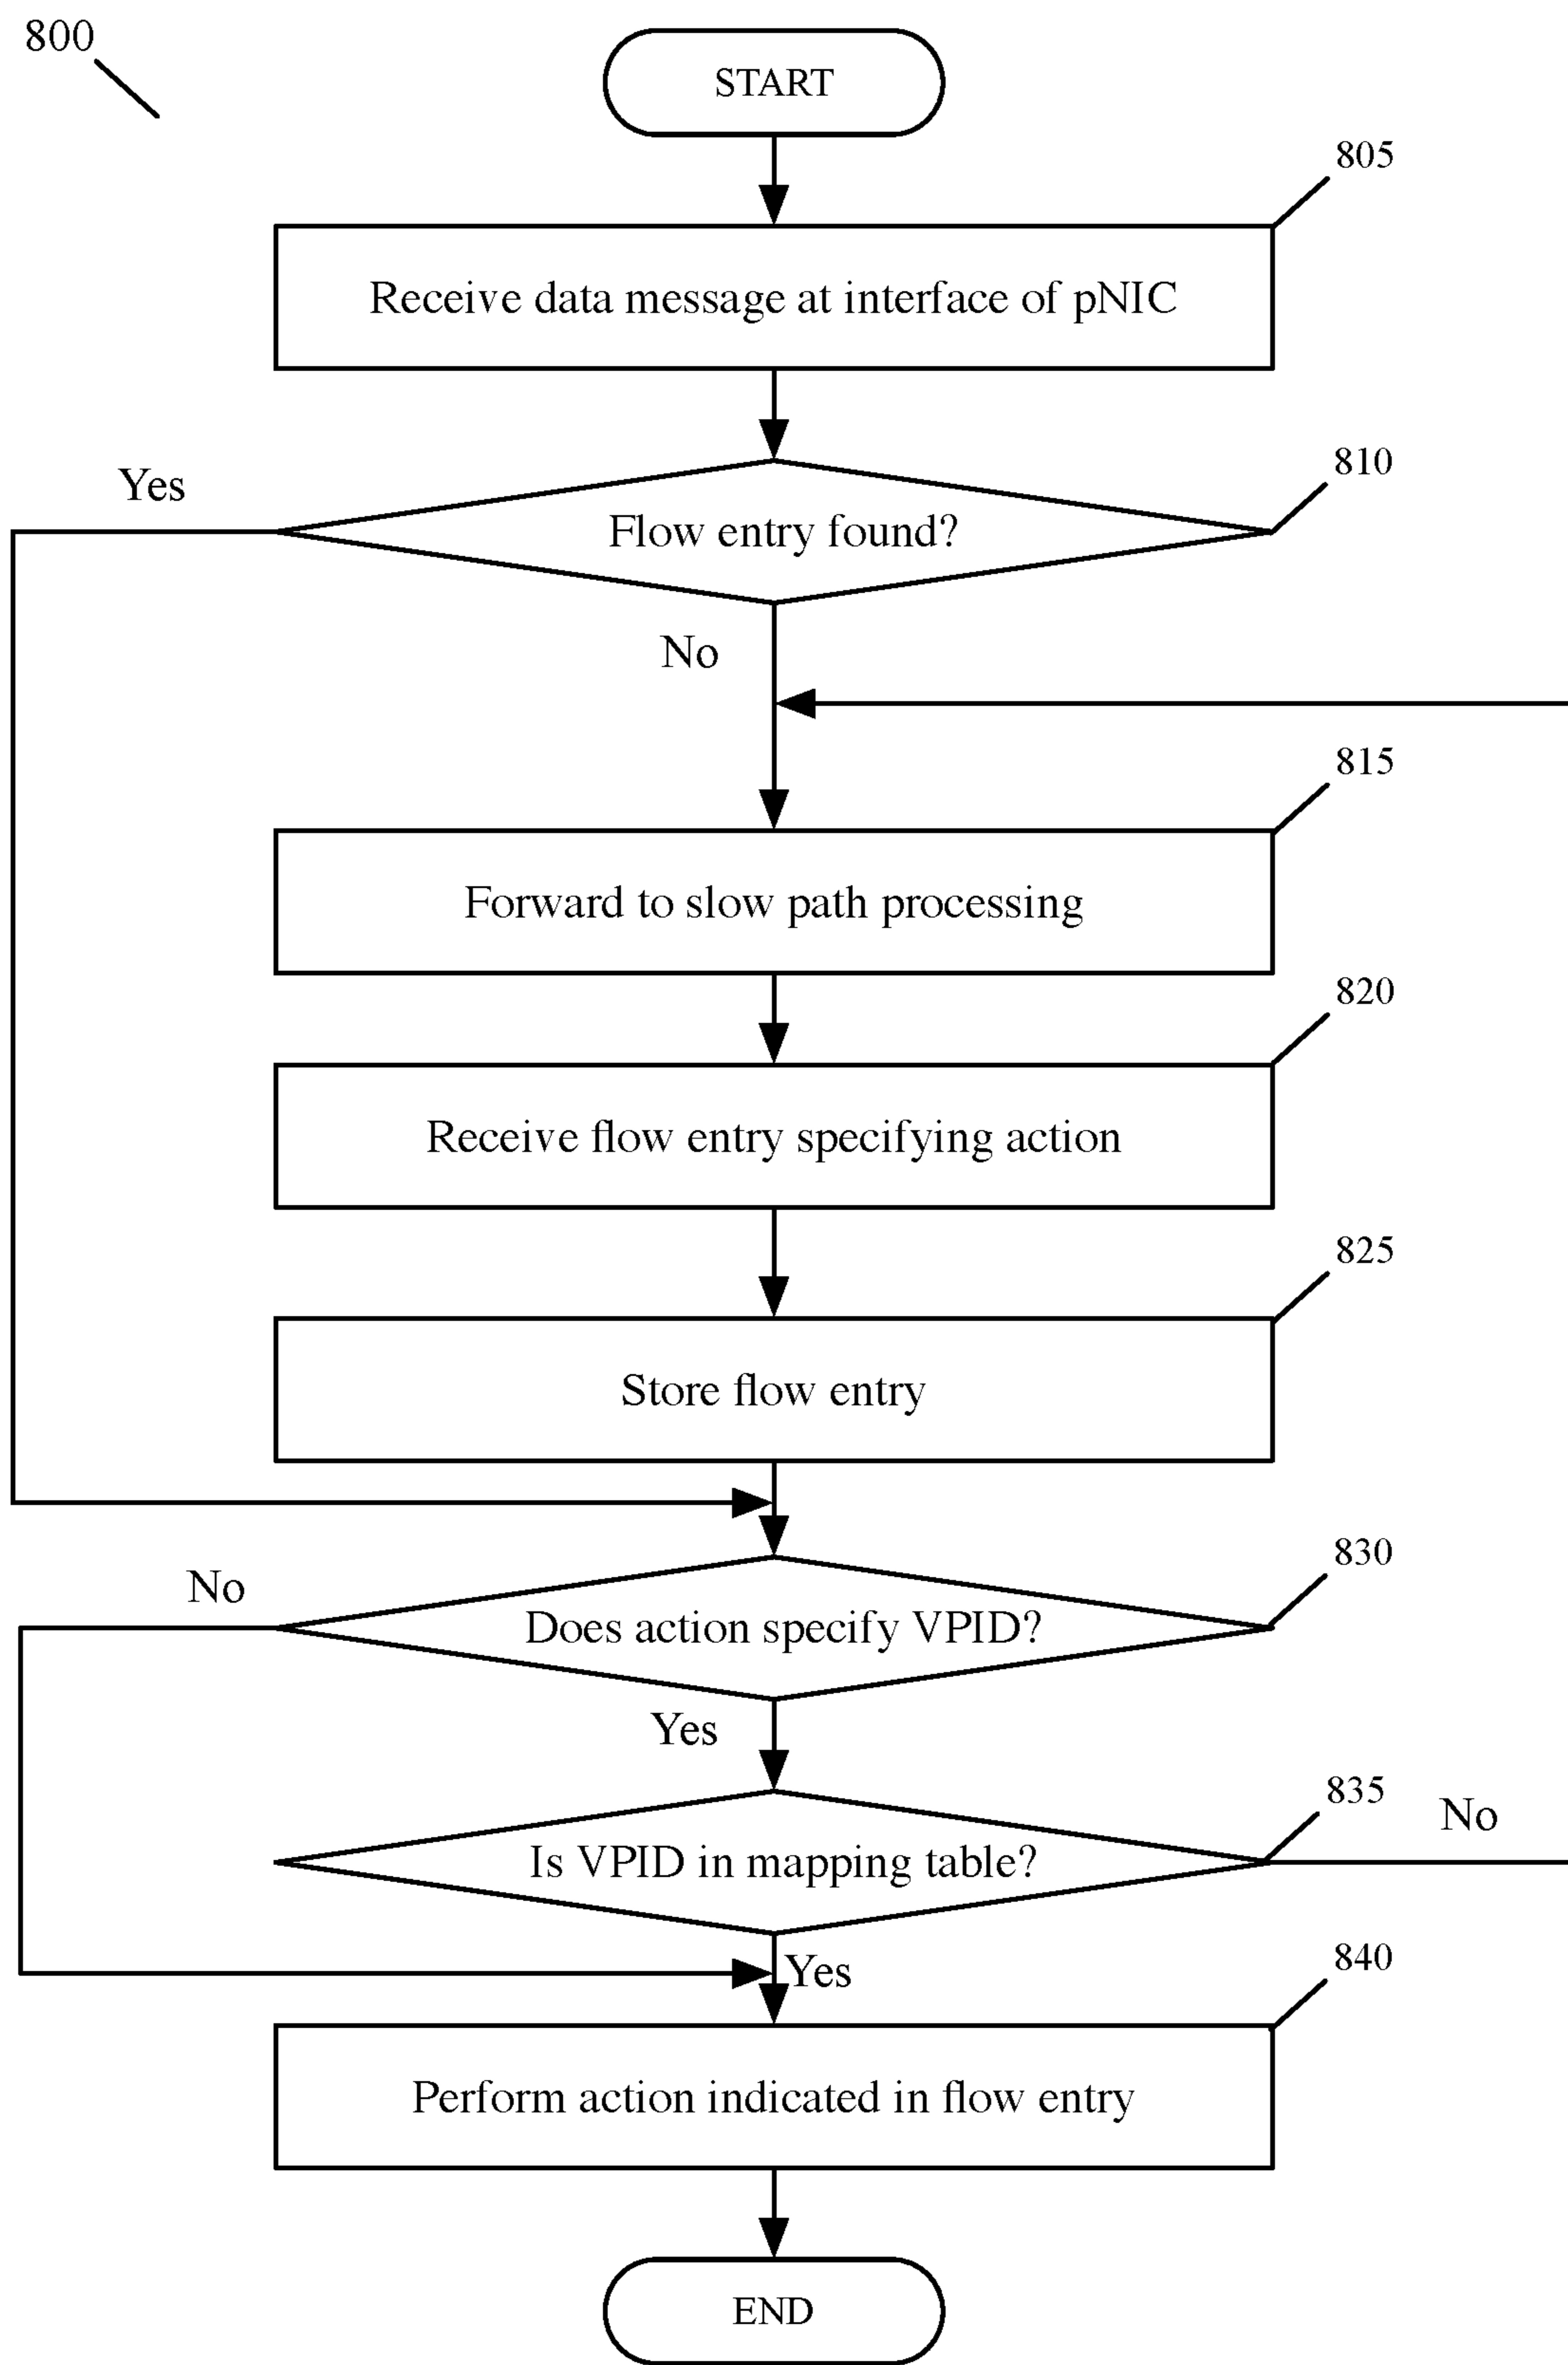 800
START
805
Receive data message at interface of pNIC
810
Yes
Flow entry found?
No
815
Forward to slow path processing
820
Receive flow entry specifying action
825
Store flow entry
830
No
Does action specify VPID?
Yes
835
No
Is VPID in mapping table?
Yes
840
Perform action indicated in flow entry
END